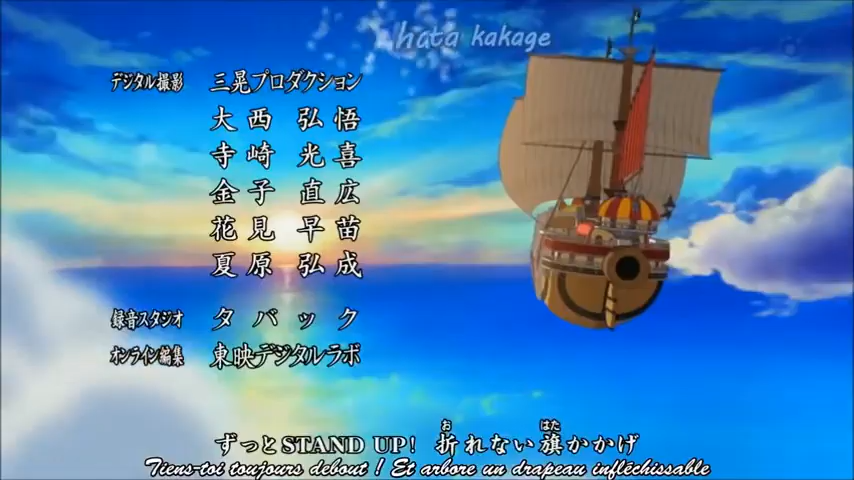 hata kakage
デジタル撮影 三晃プロダクション
大西 弘悟
寺崎 光喜
金子 直広
花見 早苗
夏原 弘成
録音スタジオ タバック
オンライン編集 東映デジタルラボ
ずっとSTAND UP! 折れない旗かかげ
Tiens-toi toujours debout ! Et arbore un drapeau infléchissable